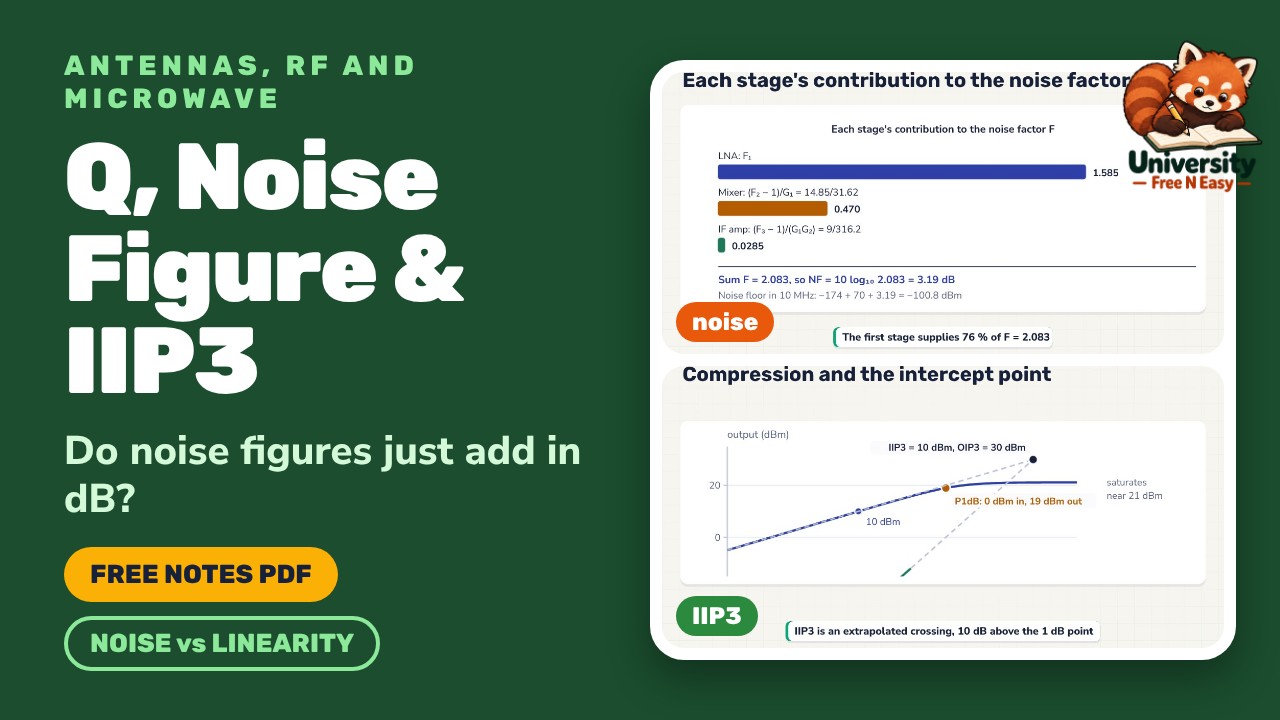 ANTENNAS, RF AND
MICROWAVE
Q, Noise
Figure &
IIP3
Do noise figures just add in
dB?
FREE NOTES PDF
NOISE vs LINEARITY
Each stage's contribution to the noise factor
Each stage's contribution to the noise factor F
LNA: F₁
1.585
Mixer: (F₂ − 1)/G₁ = 14.85/31.62
0.470
IF amp: (F₃ − 1)/(G₁G₂) = 9/316.2
0.0285
Sum F = 2.083, so NF = 10 log₁₀ 2.083 = 3.19 dB
Noise floor in 10 MHz: −174 + 70 + 3.19 = −100.8 dBm
noise
The first stage supplies 76 % of F = 2.083
University
Free N Easy
Compression and the intercept point
output (dBm)
IIP3 = 10 dBm, OIP3 = 30 dBm
20
saturates
near 21 dBm
P1dB: 0 dBm in, 19 dBm out
10 dBm
0
IIP3
IIP3 is an extrapolated crossing, 10 dB above the 1 dB point